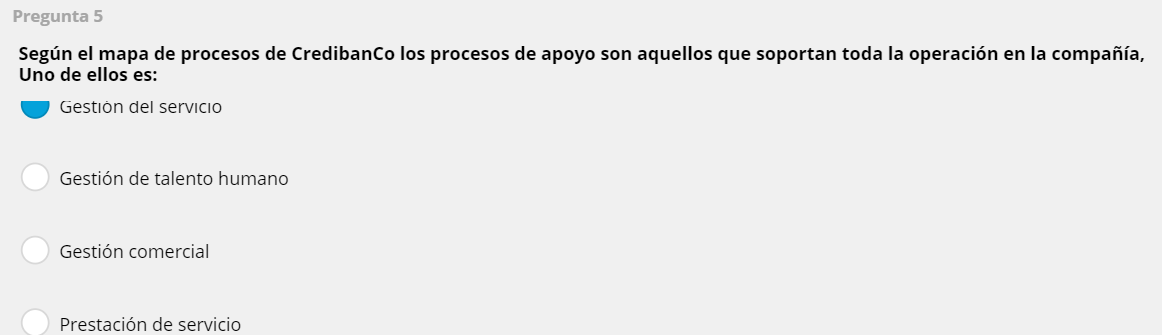 Pregunta 5
Según el mapa de procesos de CredibanCo los procesos de apoyo son aquellos que soportan toda la operación en la compañía,
Uno de ellos es:
Gestión del servicio
Gestión de talento humano
Gestión comercial
Prestación de servicio